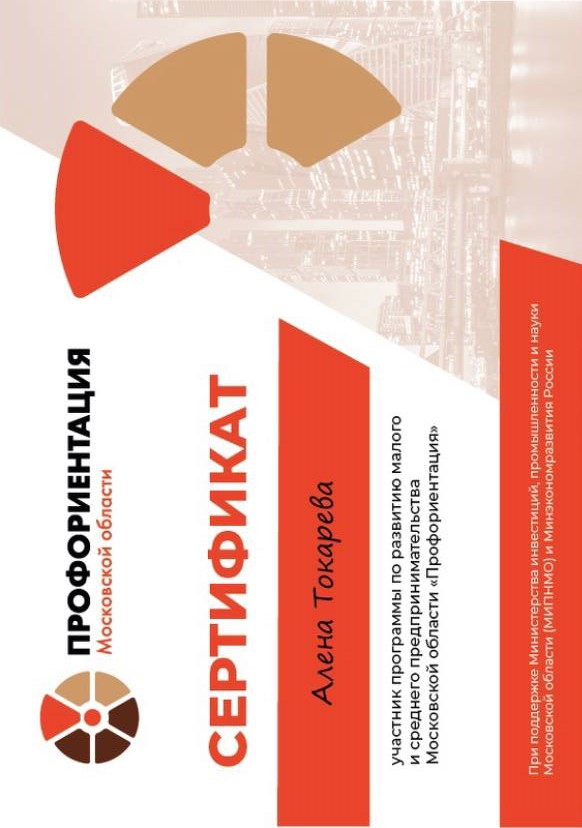 ПРОФОРИЕНТАЦИЯ
Московской области
СЕРТИФИКАТ
Алена Токарева
участник программы по развитию малого
и среднего предпринимательства
Московской области «Профориентация»
При поддержке Министерства инвестиций, промышленности и науки
Московской области (МИПНМО) и Минэкономразвития России